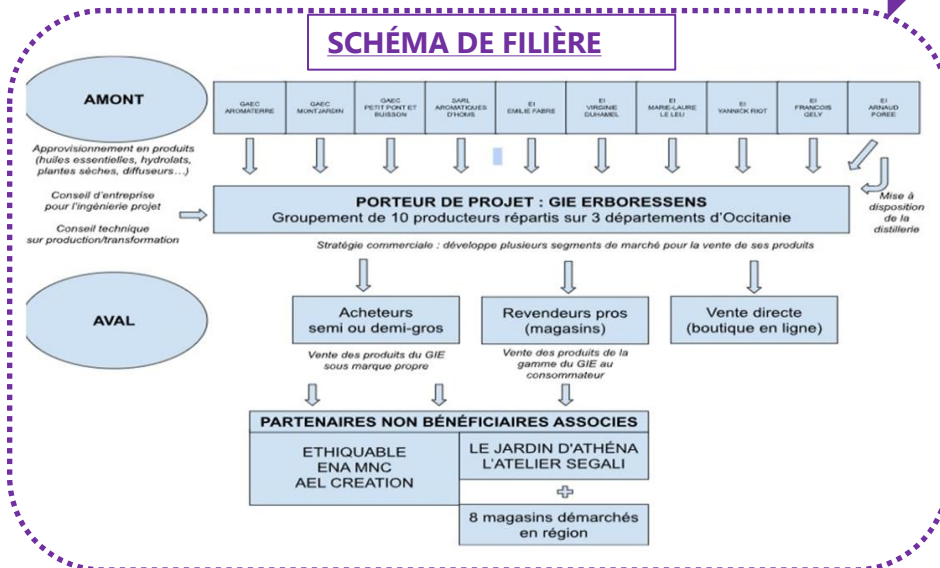 SCHÉMA DE FILIÈRE
AMONT
GAEC
AROMATERRE
GAEC
MONTJARDIN
GAEC
PETIT PONT ET
BUISSON
SARL
AROMATIQUES
D'HOMS
EI
EMILIE FABRE
EI
VIRGINIE
DUHAMEL
EI
MARIE-LAURE
LE LEU
EI
YANNICK RIOT
EI
FRANCOIS
GELY
EI
ARNAUD
POREE
Approvisionnement en produits
(huiles essentielles, hydrolats,
plantes sèches, diffuseurs…)
Conseil d'entreprise
pour l'ingénierie projet
Conseil technique
sur production/transformation
PORTEUR DE PROJET : GIE ERBORESSENS
Groupement de 10 producteurs répartis sur 3 départements d'Occitanie
Mise à
disposition
de la
distillerie
Stratégie commerciale : développe plusieurs segments de marché pour la vente de ses produits
AVAL
Acheteurs
semi ou demi-gros
Revendeurs pros
(magasins)
Vente directe
(boutique en ligne)
Vente des produits du GIE
sous marque propre
Vente des produits de la
gamme du GIE au
consommateur
PARTENAIRES NON BÉNÉFICIAIRES ASSOCIES
ETHIQUABLE
ENA MNC
AEL CREATION
LE JARDIN D'ATHÉNA
L'ATELIER SEGALI
8 magasins démarchés
en région